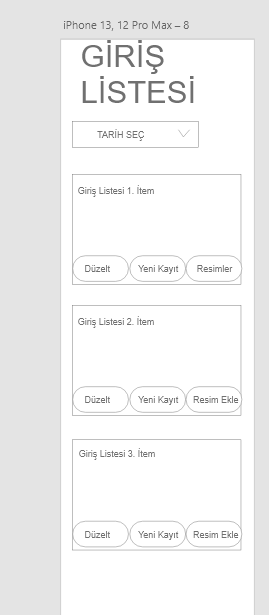 iPhone 13, 12 Pro Max – 8
GİRİŞ
LİSTESİ
TARİH SEÇ
Giriş Listesi 1. İtem
Düzelt Yeni Kayıt Resimler
Giriş Listesi 2. İtem
Düzelt Yeni Kayıt Resim Ekle
Giriş Listesi 3. İtem
Düzelt Yeni Kayıt Resim Ekle